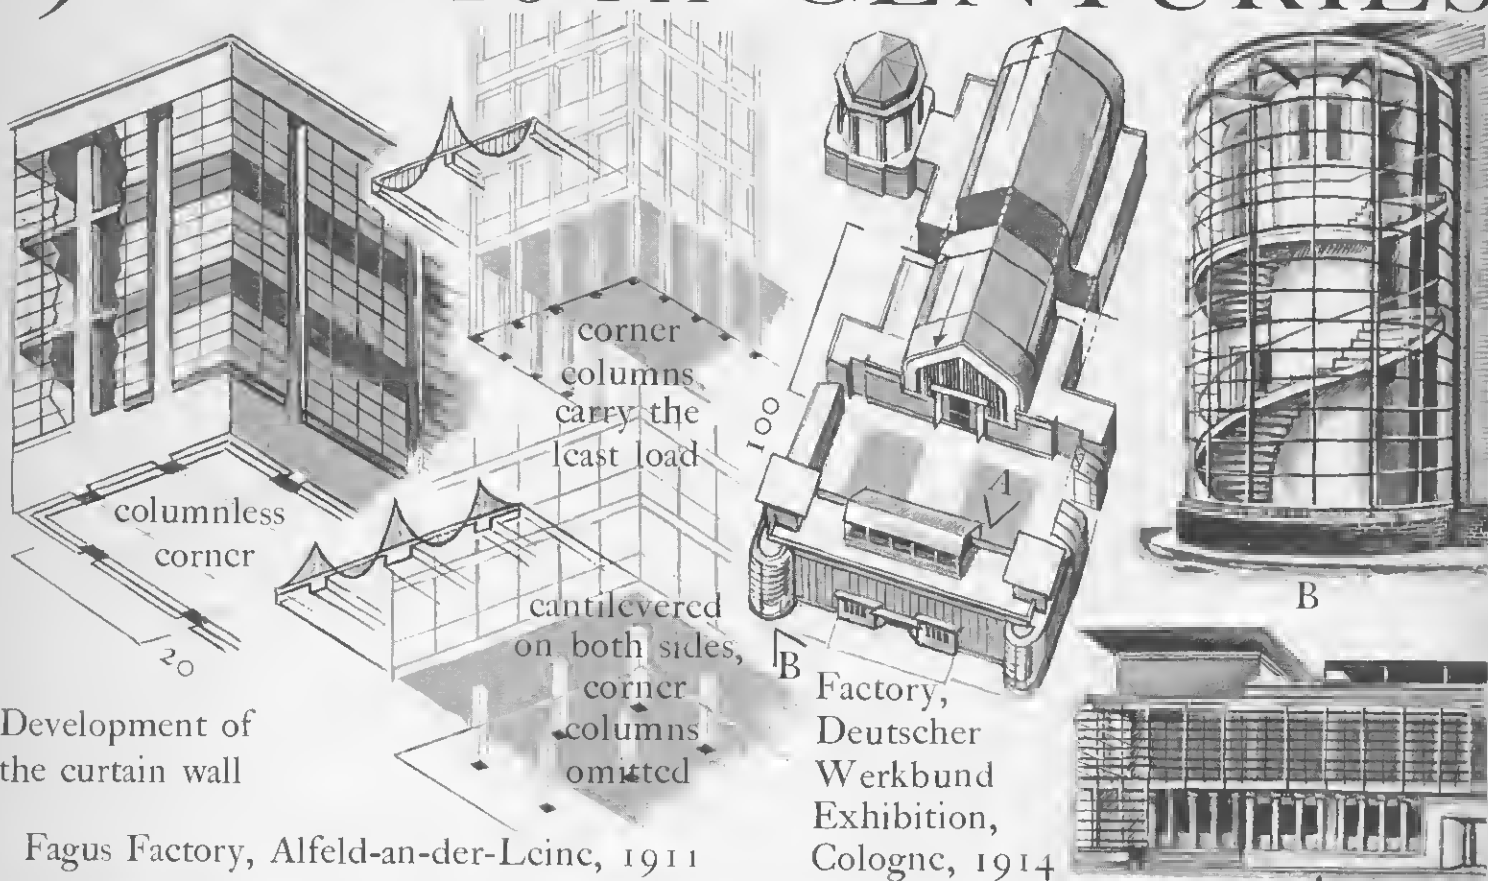 CENTURIES
corner
columns
carry the
least load
columnless
corner
20
cantilevered
on both sides,
corner
columns
omitted
Development of
the curtain wall
Fagus Factory, Alfeld-an-der-Leine, 1911
100
A
B
Factory,
Deutscher
Werkbund
Exhibition,
Cologne, 1914
B